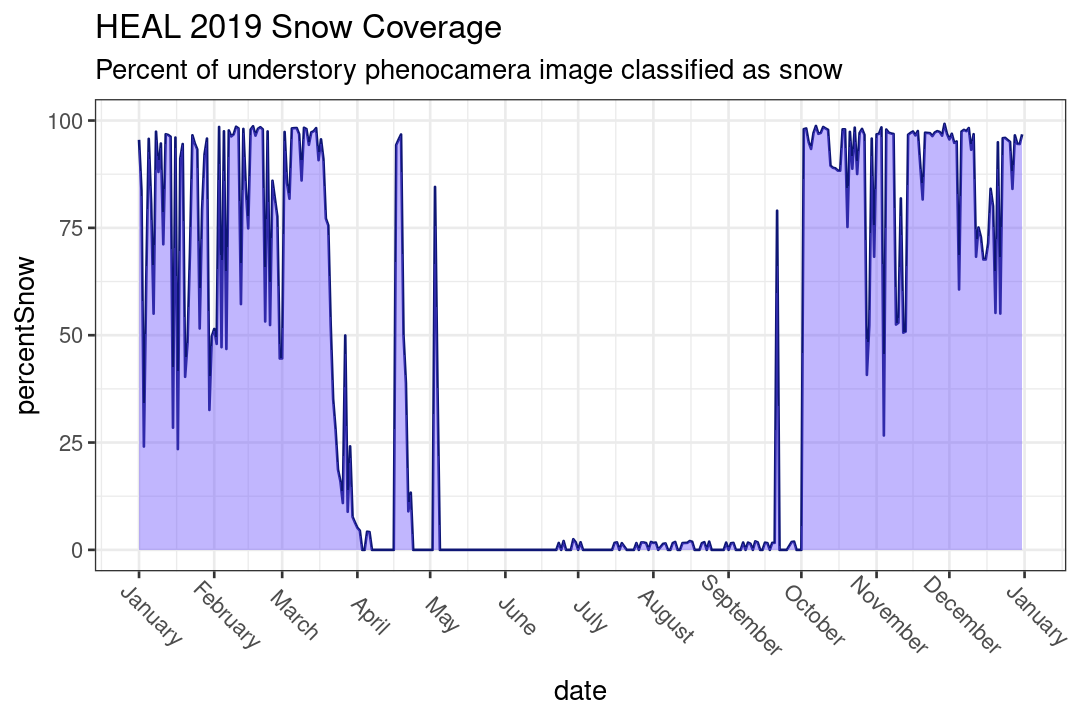 HEAL 2019 Snow Coverage
Percent of understory phenocamera image classified as snow
percentSnow
100
75
50
25
0
January
February
March
April
May
June
July
August
September
October
November
December
January
date